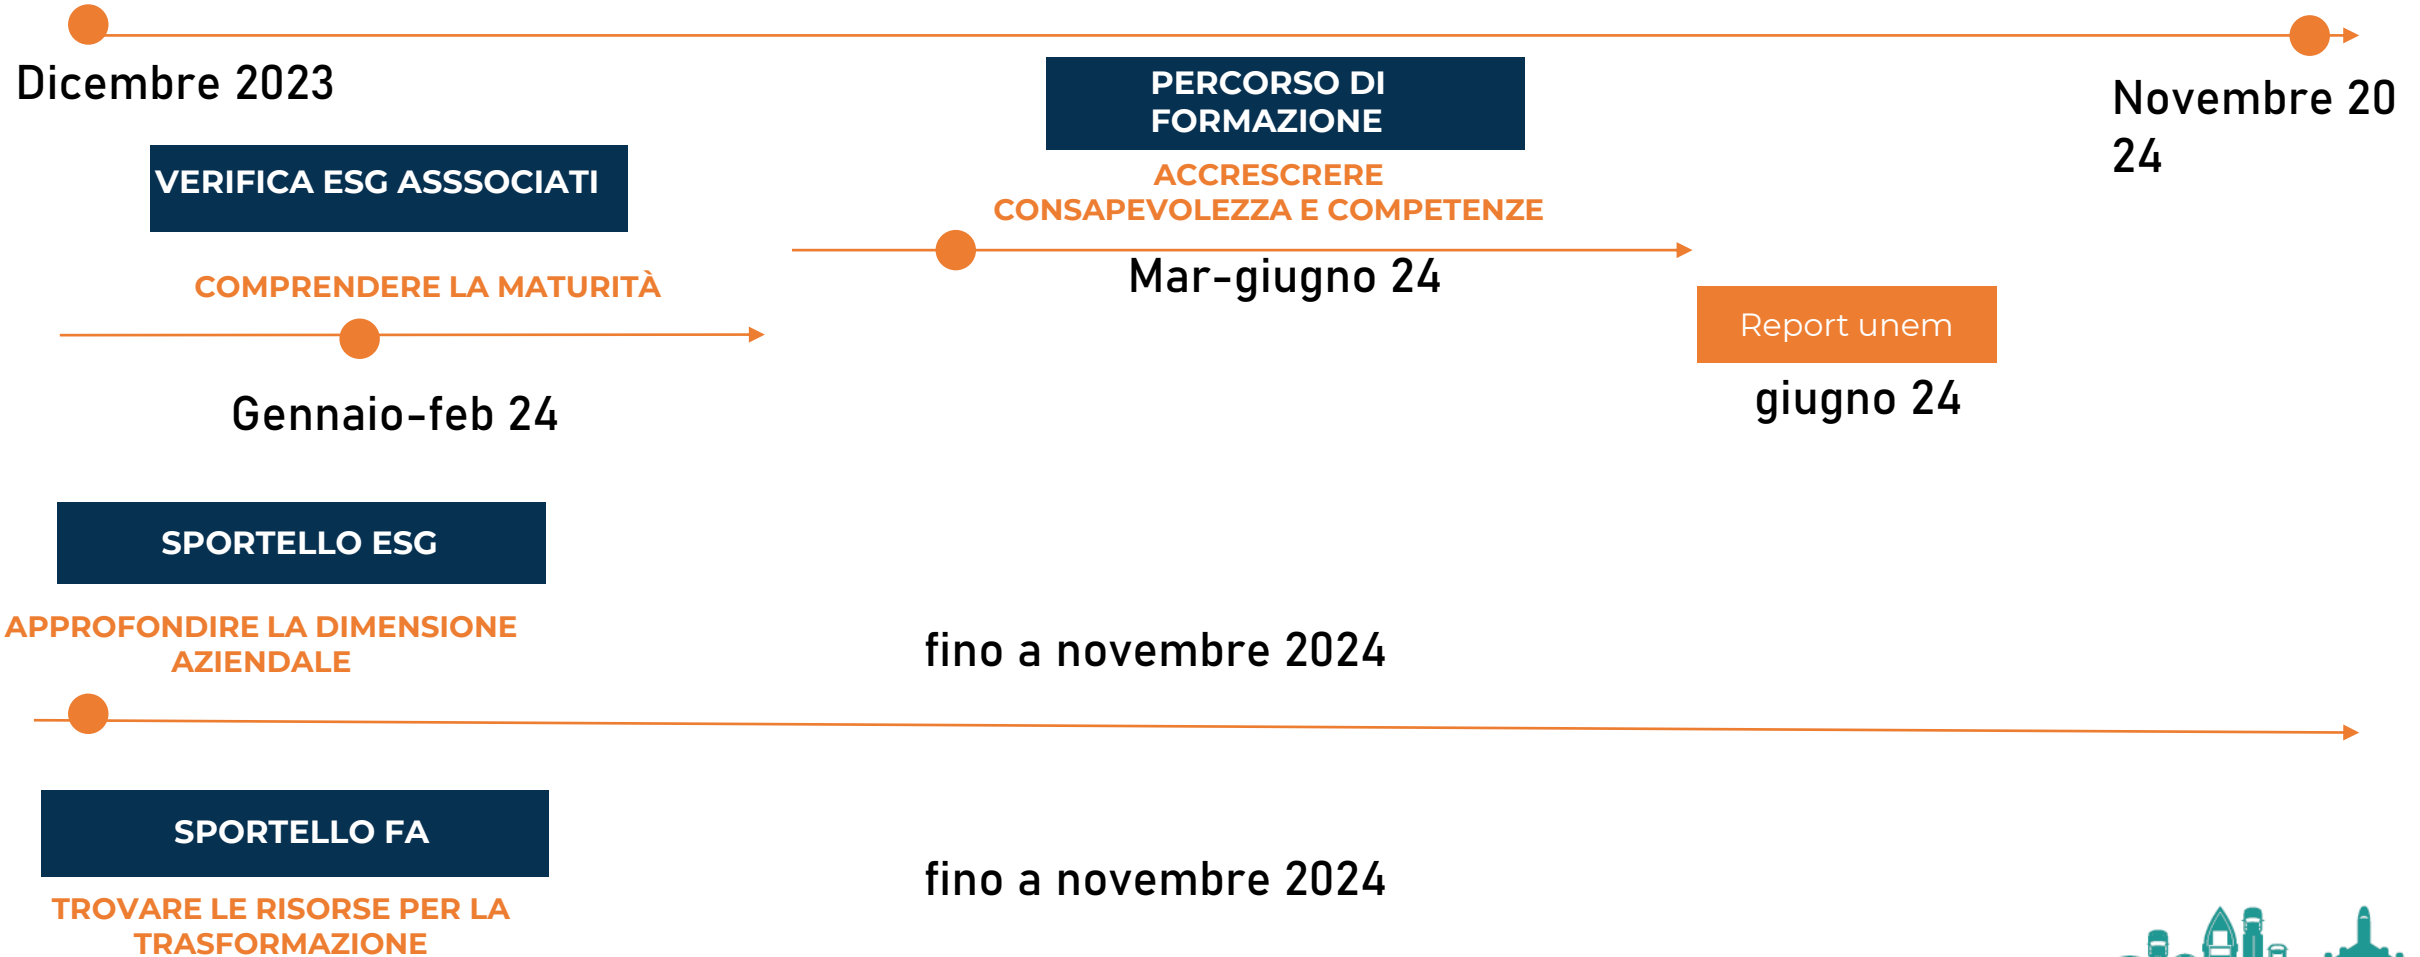 Dicembre 2023
Novembre 20
24
PERCORSO DI
FORMAZIONE
ACCRESCRERE
CONSAPEVOLEZZA E COMPETENZE
Mar-giugno 24
VERIFICA ESG ASSSOCIATI
COMPRENDERE LA MATURITÀ
Gennaio-feb 24
Report unem
giugno 24
SPORTELLO ESG
APPROFONDIRE LA DIMENSIONE
AZIENDALE
fino a novembre 2024
SPORTELLO FA
TROVARE LE RISORSE PER LA
TRASFORMAZIONE
fino a novembre 2024